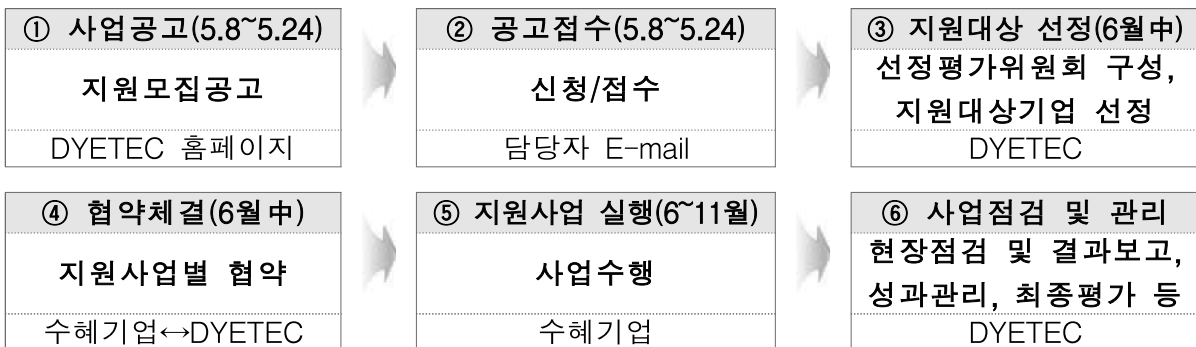 ① 사업공고(5.8~5.24)
지원모집공고
DYETEC 홈페이지
② 공고접수(5.8~5.24)
신청/접수
담당자 E-mail
③ 지원대상 선정(6월中)
선정평가위원회 구성,
지원대상기업 선정
DYETEC
④ 협약체결(6월中)
지원사업별 협약
수혜기업↔DYETEC
⑤ 지원사업 실행(6~11월)
사업수행
수혜기업
⑥ 사업점검 및 관리
현장점검 및 결과보고,
성과관리, 최종평가 등
DYETEC